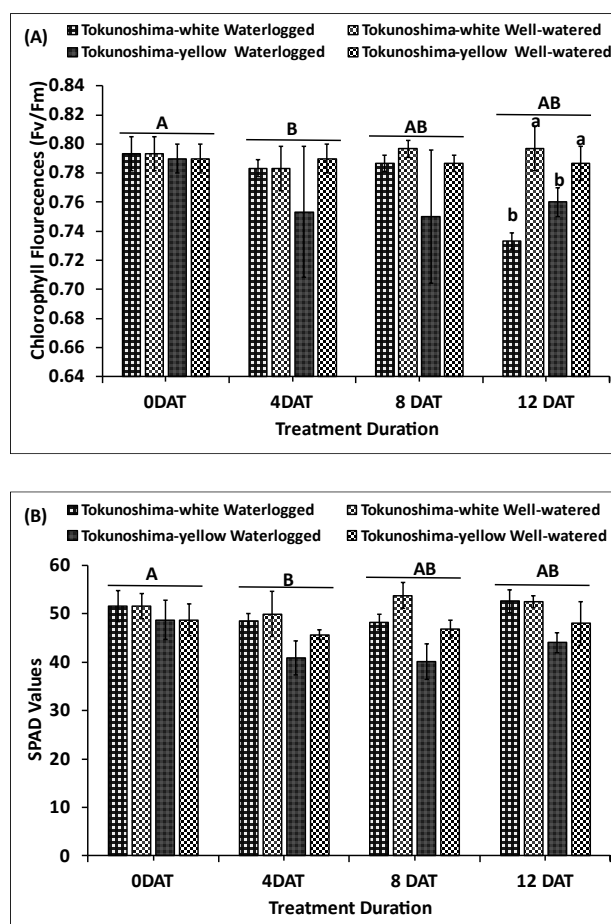 (A)
Tokunoshima-white Waterlogged Tokunoshima-white Well-watered
Tokunoshima-yellow Waterlogged Tokunoshima-yellow Well-watered
Chlorophyll Flourecences (Fv/Fm)
0.84
0.82
0.80
0.78
0.76
0.74
0.72
0.70
0.68
0.66
0.64
A
B
AB
AB
a
a
b
b
0DAT 4DAT 8 DAT 12 DAT
Treatment Duration
(B)
Tokunoshima-white Waterlogged Tokunoshima-white Well-watered
Tokunoshima-yellow Waterlogged Tokunoshima-yellow Well-watered
SPAD Values
60
50
40
30
20
10
0
A
B
AB
AB
0DAT 4DAT 8 DAT 12 DAT
Treatment Duration